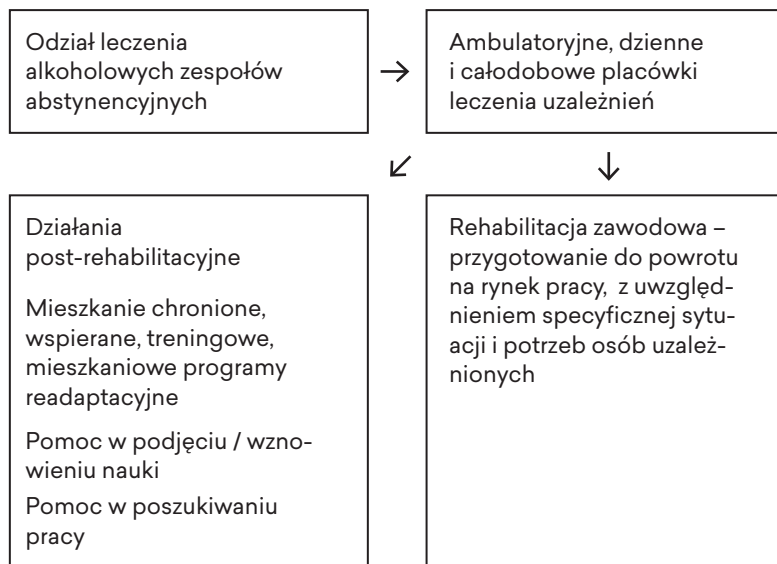 Odział leczenia
alkoholowych zespołów
abstynencyjnych
→
Ambulatoryjne, dzienne
i całodobowe placówki
leczenia uzależnień
↙
↓
Działania
post-rehabilitacyjne
Mieszkanie chronione,
wspierane, treningowe,
mieszkaniowe programy
readaptacyjne
Pomoc w podjęciu / wzno-
wieniu nauki
Pomoc w poszukiwaniu
pracy
Rehabilitacja zawodowa –
przygotowanie do powrotu
na rynek pracy, z uwzględ-
nieniem specyficznej sytu-
acji i potrzeb osób uzależ-
nionych